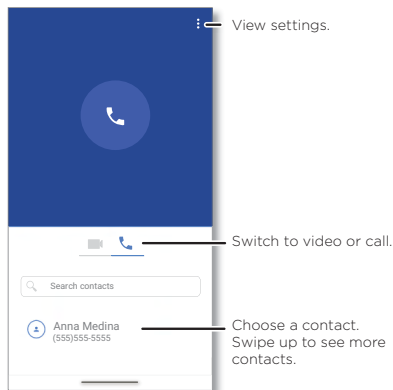 View settings.
Switch to video or call.
Search contacts
Anna Medina
(555)555-5555
Choose a contact.
Swipe up to see more
contacts.